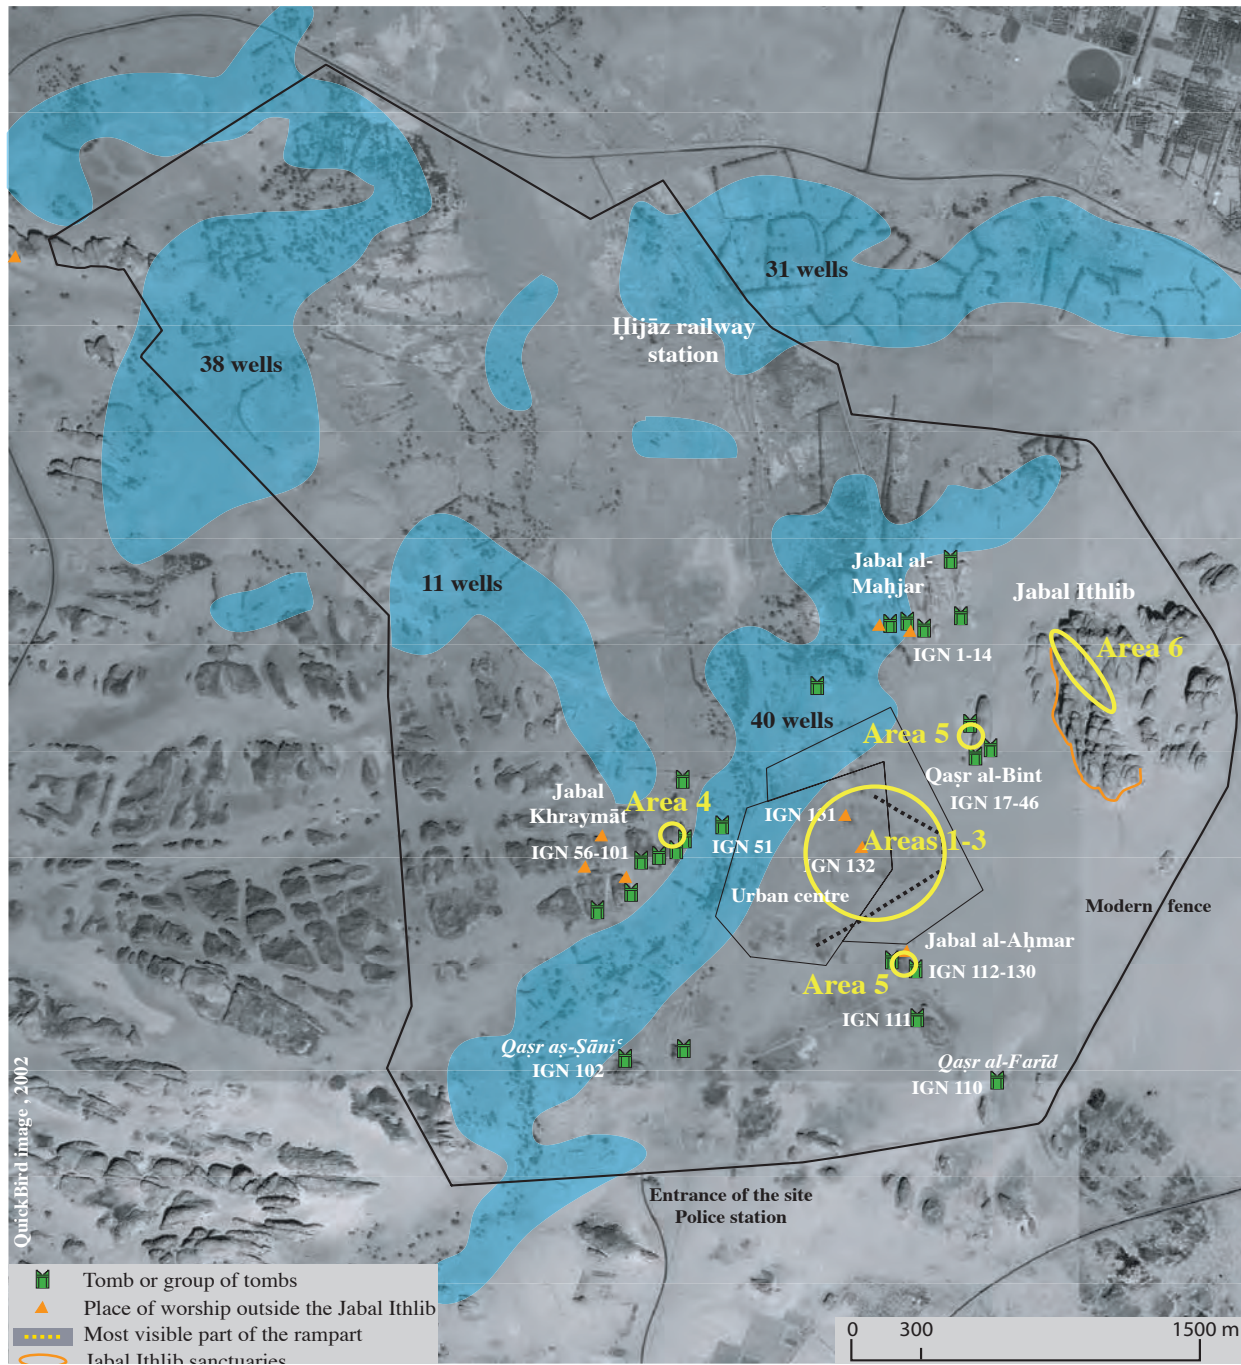 31 wells
Ḥijāz railway
station
38 wells
Jabal al-
Maḥjar
11 wells
Jabal Ithlib
Area 6
IGN 1-14
40 wells
Area 5
Qaṣr al-Bint
IGN 17-46
Jabal
Khraymāt
Area 4
IGN 56-101
IGN 51
IGN 131
Areas 1-3
IGN 132
Urban centre
Modern fence
Jabal al-Aḥmar
IGN 112-130
Area 5
IGN 111
Qaṣr aṣ-Ṣāniʿ
IGN 102
Qaṣr al-Farīd
IGN 110
Entrance of the site
Police station
QuickBird image , 2002
Tomb or group of tombs
Place of worship outside the Jabal Ithlib
Most visible part of the rampart
Jabal Ithlib sanctuaries
0 300 1500 m